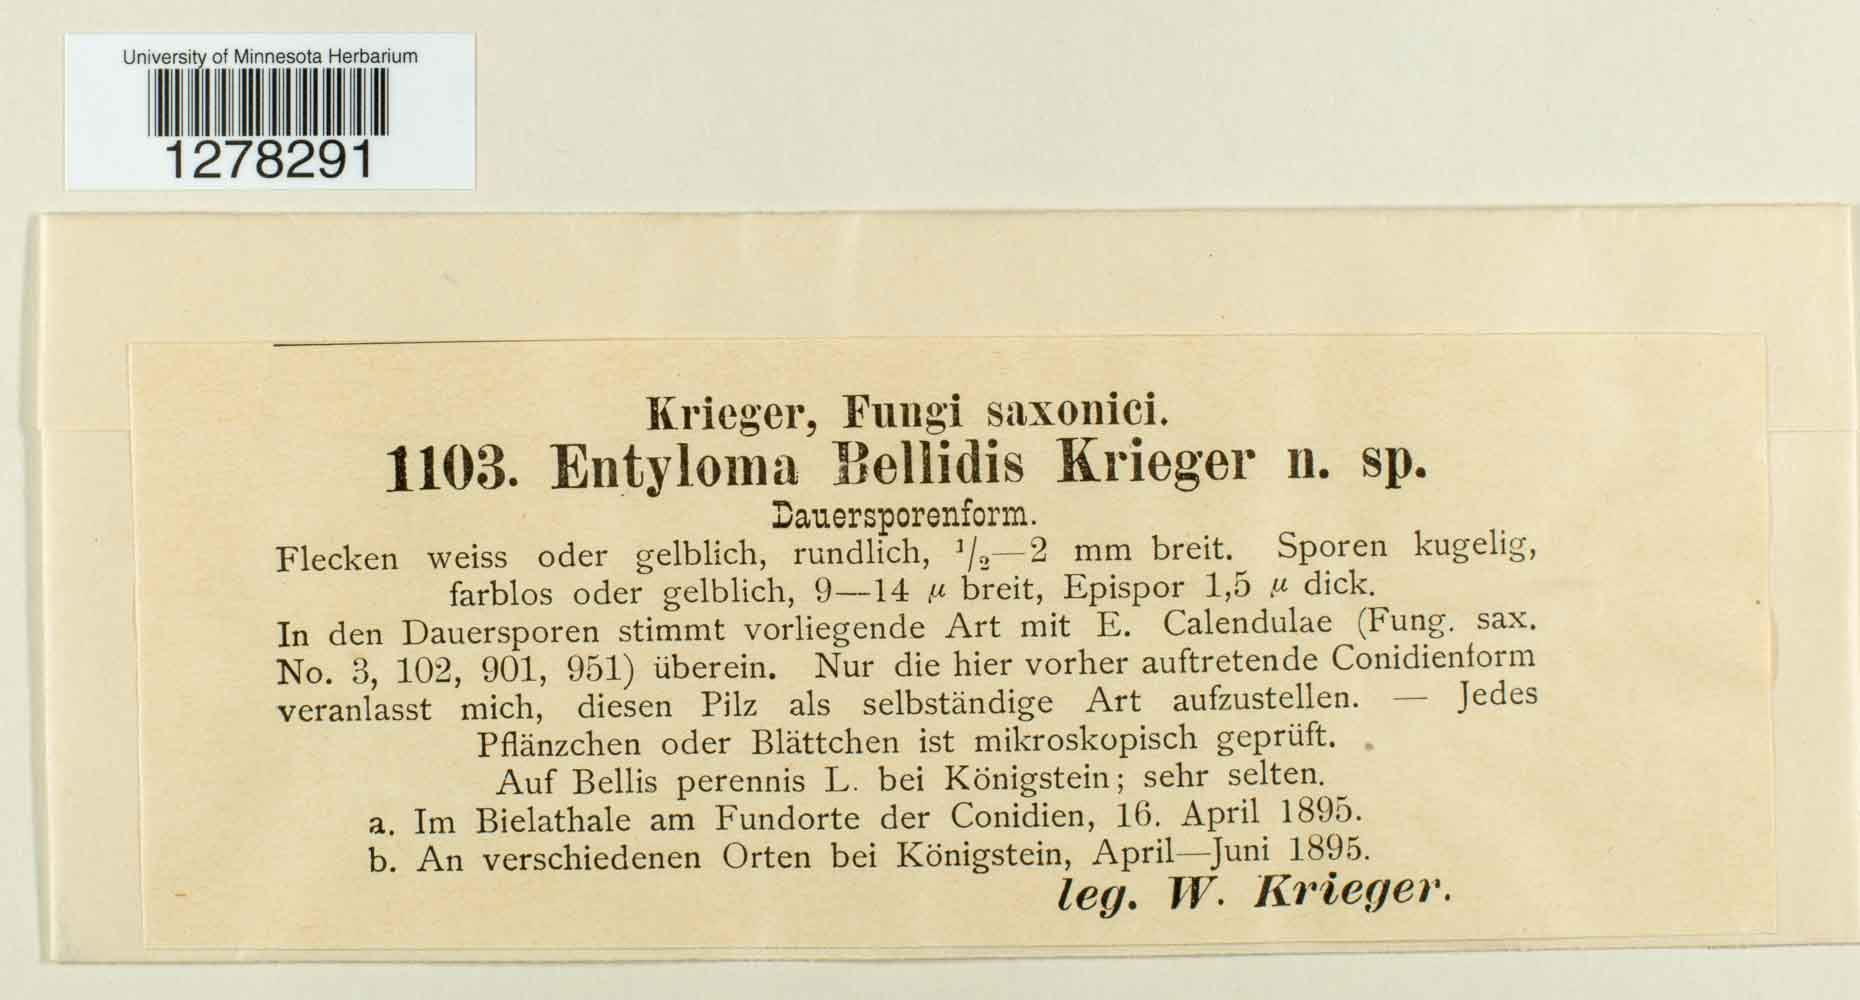 University of Minnesota Herbarium
1278291
Krieger, Fungi saxonici.
1103. Entyloma Bellidis Krieger n. sp.
Dauersporenform.
Flecken weiss oder gelblich, rundlich, 1/2—2 mm breit. Sporen kugelig,
farblos oder gelblich, 9—14 µ breit, Epispor 1,5 µ dick.
In den Dauersporen stimmt vorliegende Art mit E. Calendulae (Fung. sax.
No. 3, 102, 901, 951) überein. Nur die hier vorher auftretende Conidienform
veranlasst mich, diesen Pilz als selbständige Art aufzustellen. — Jedes
Pflänzchen oder Blättchen ist mikroskopisch geprüft.
Auf Bellis perennis L. bei Königstein; sehr selten.
a. Im Bielathale am Fundorte der Conidien, 16. April 1895.
b. An verschiedenen Orten bei Königstein, April—Juni 1895.
leg. W. Krieger.